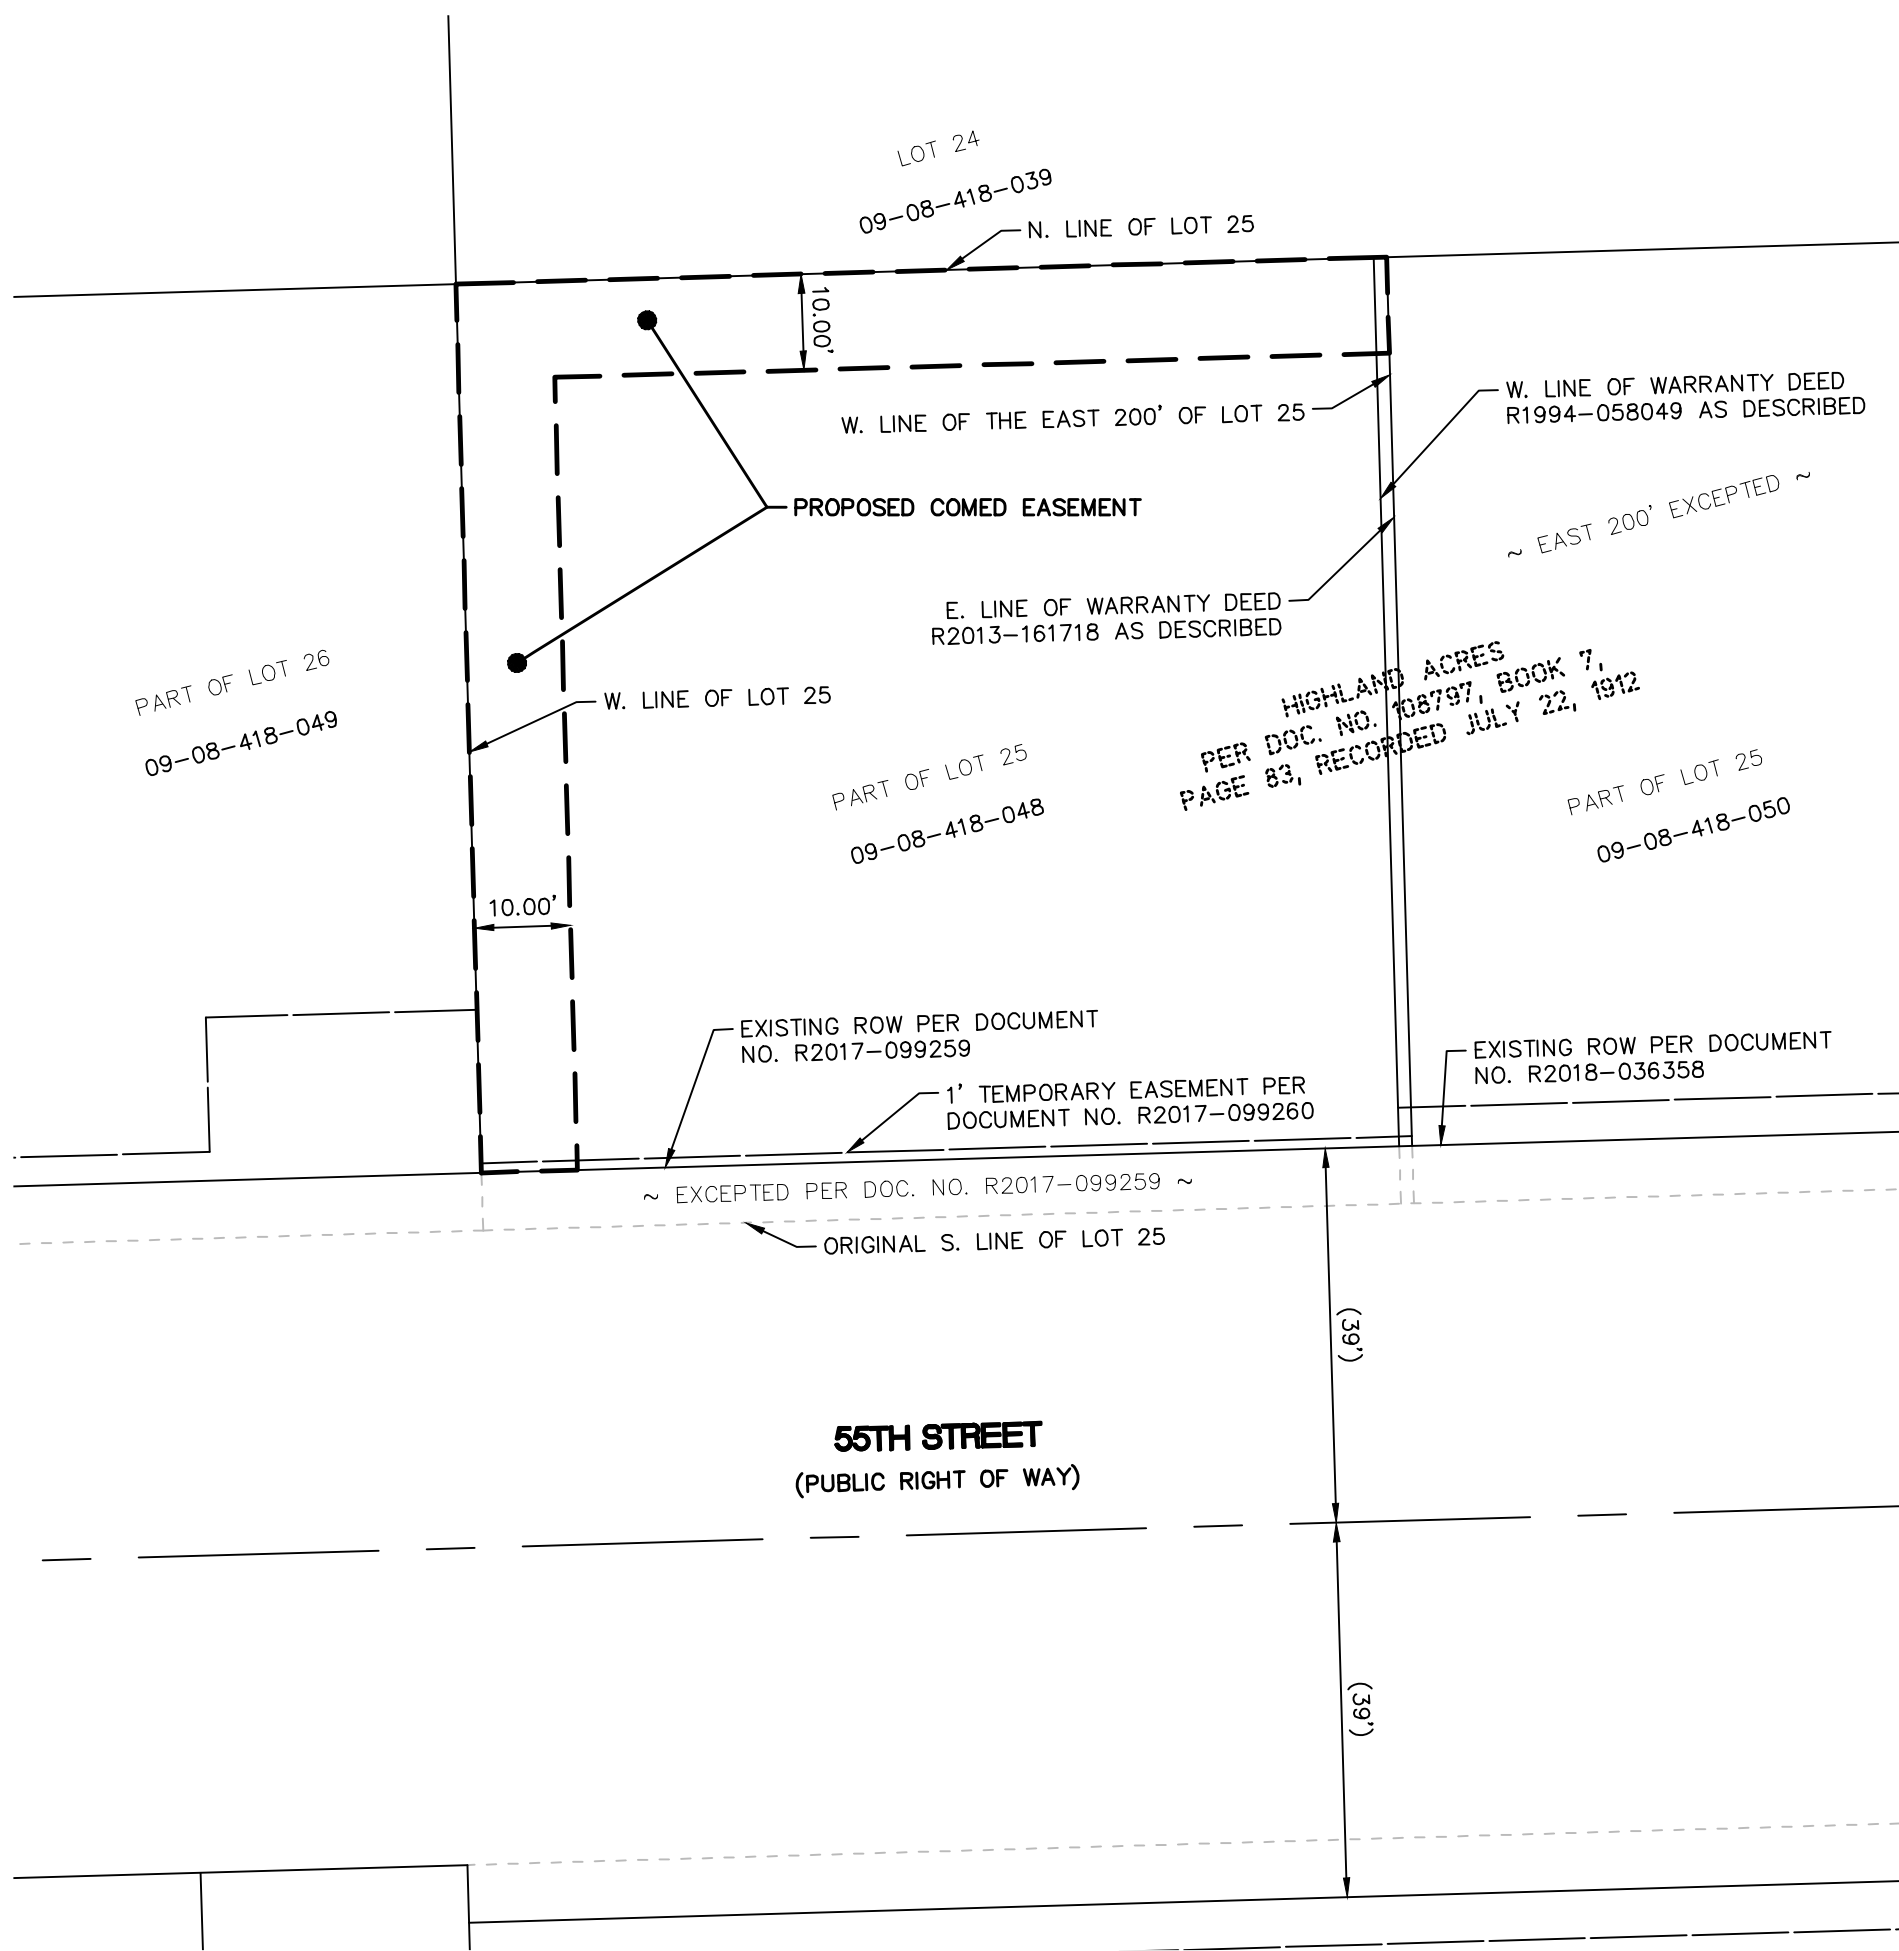 LOT 24
09-08-418-039
N. LINE OF LOT 25
10.00'
W. LINE OF THE EAST 200' OF LOT 25
W. LINE OF WARRANTY DEED
R1994-058049 AS DESCRIBED
PROPOSED COMED EASEMENT
~ EAST 200' EXCEPTED ~
E. LINE OF WARRANTY DEED
R2013-161718 AS DESCRIBED
HIGHLAND ACRES
PER DOC. NO. 108797, BOOK 7,
PAGE 83, RECORDED JULY 22, 1912
PART OF LOT 26
09-08-418-049
W. LINE OF LOT 25
PART OF LOT 25
09-08-418-048
PART OF LOT 25
09-08-418-050
10.00'
EXISTING ROW PER DOCUMENT
NO. R2017-099259
EXISTING ROW PER DOCUMENT
NO. R2018-036358
1' TEMPORARY EASEMENT PER
DOCUMENT NO. R2017-099260
~ EXCEPTED PER DOC. NO. R2017-099259 ~
ORIGINAL S. LINE OF LOT 25
(39')
55TH STREET
(PUBLIC RIGHT OF WAY)
(39')